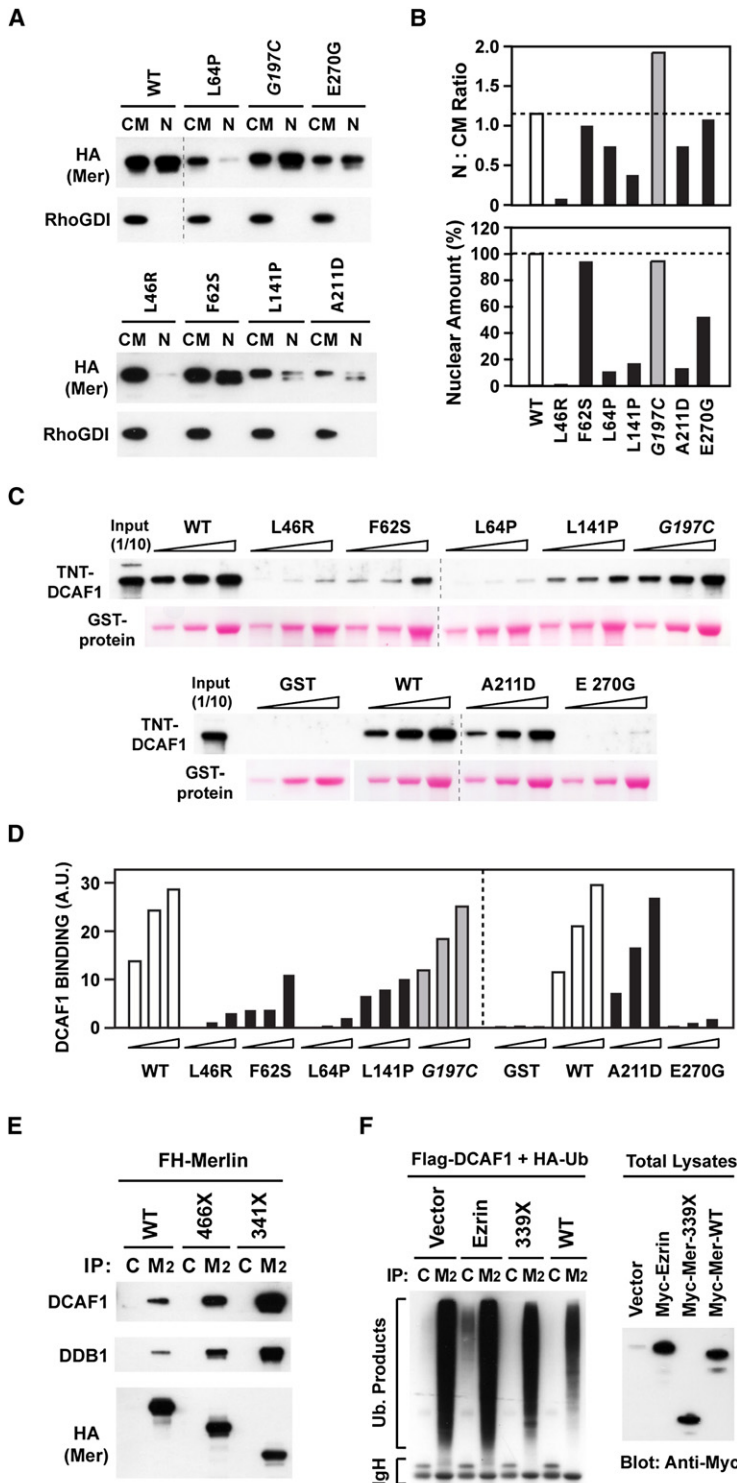 A
WT L64P G197C E270G
CM N CM N CM N CM N
HA
(Mer)
RhoGDI
L46R F62S L141P A211D
CM N CM N CM N CM N
HA
(Mer)
RhoGDI
B
N : CM Ratio
2.0
1.5
1.0
0.5
0
Nuclear Amount (%)
120
100
80
60
40
20
0
WT L46R F62S L64P L141P G197C A211D E270G
C
Input
(1/10)
WT L46R F62S L64P L141P G197C
TNT-
DCAF1
GST-
protein
Input
(1/10)
GST WT A211D E 270G
TNT-
DCAF1
GST-
protein
D
DCAF1 BINDING (A.U.)
30
20
10
0
WT L46R F62S L64P L141P G197C GST WT A211D E270G
E
FH-Merlin
WT 466X 341X
IP: C M2 C M2 C M2
DCAF1
DDB1
HA
(Mer)
F
Flag-DCAF1 + HA-Ub
Vector Ezrin 339X WT
IP: C M2 C M2 C M2 C M2
Ub. Products
IgH
Total Lysates
Vector Myc-Ezrin Myc-Mer-339X Myc-Mer-WT
Blot: Anti-Myc